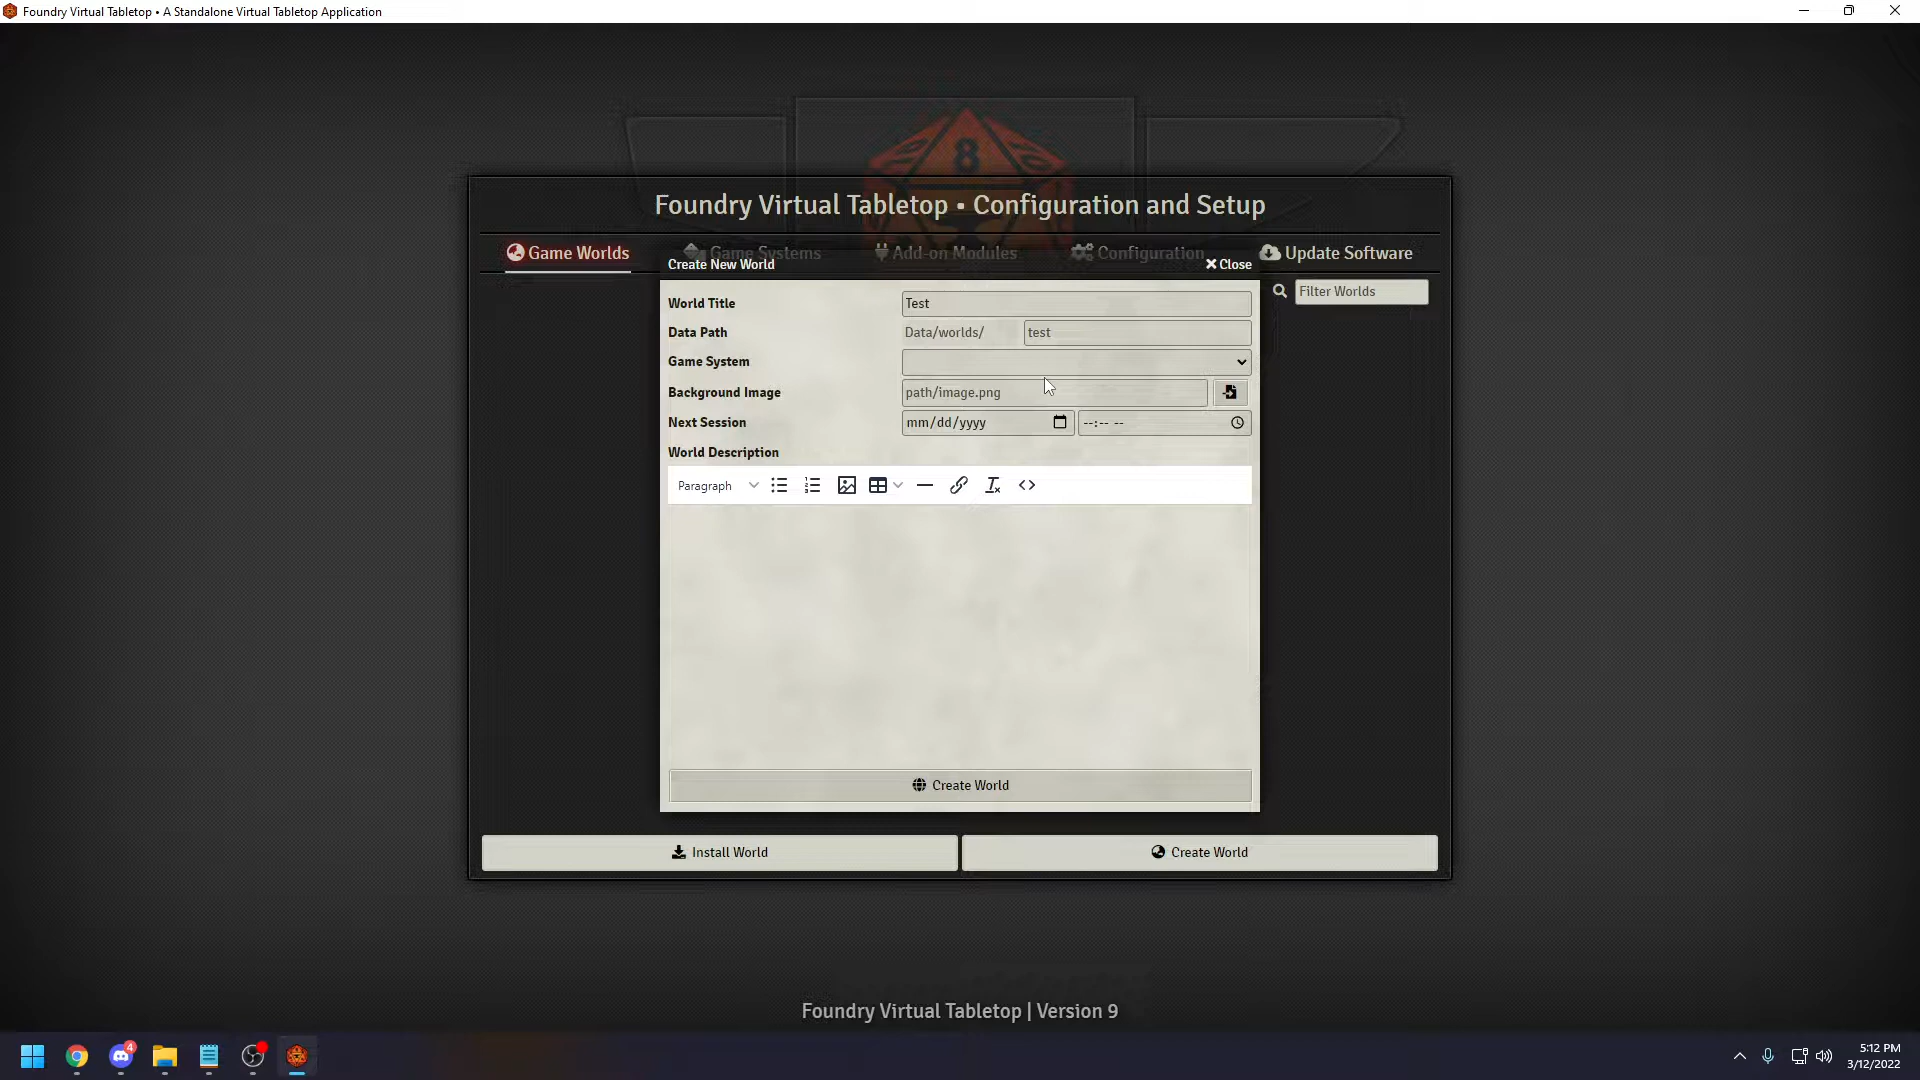 Foundry Virtual Tabletop • A Standalone Virtual Tabletop Application
8
Foundry Virtual Tabletop • Configuration and Setup
Game Worlds Game Systems Add-on Modules Configuration Update Software
Create New World Close
Filter Worlds
World Title Test
Data Path Data/worlds/ test
Game System
Background Image path/image.png
Next Session mm/dd/yyyy --:-- --
World Description
Paragraph
Create World
Install World Create World
Foundry Virtual Tabletop | Version 9
4
5:12 PM
3/12/2022